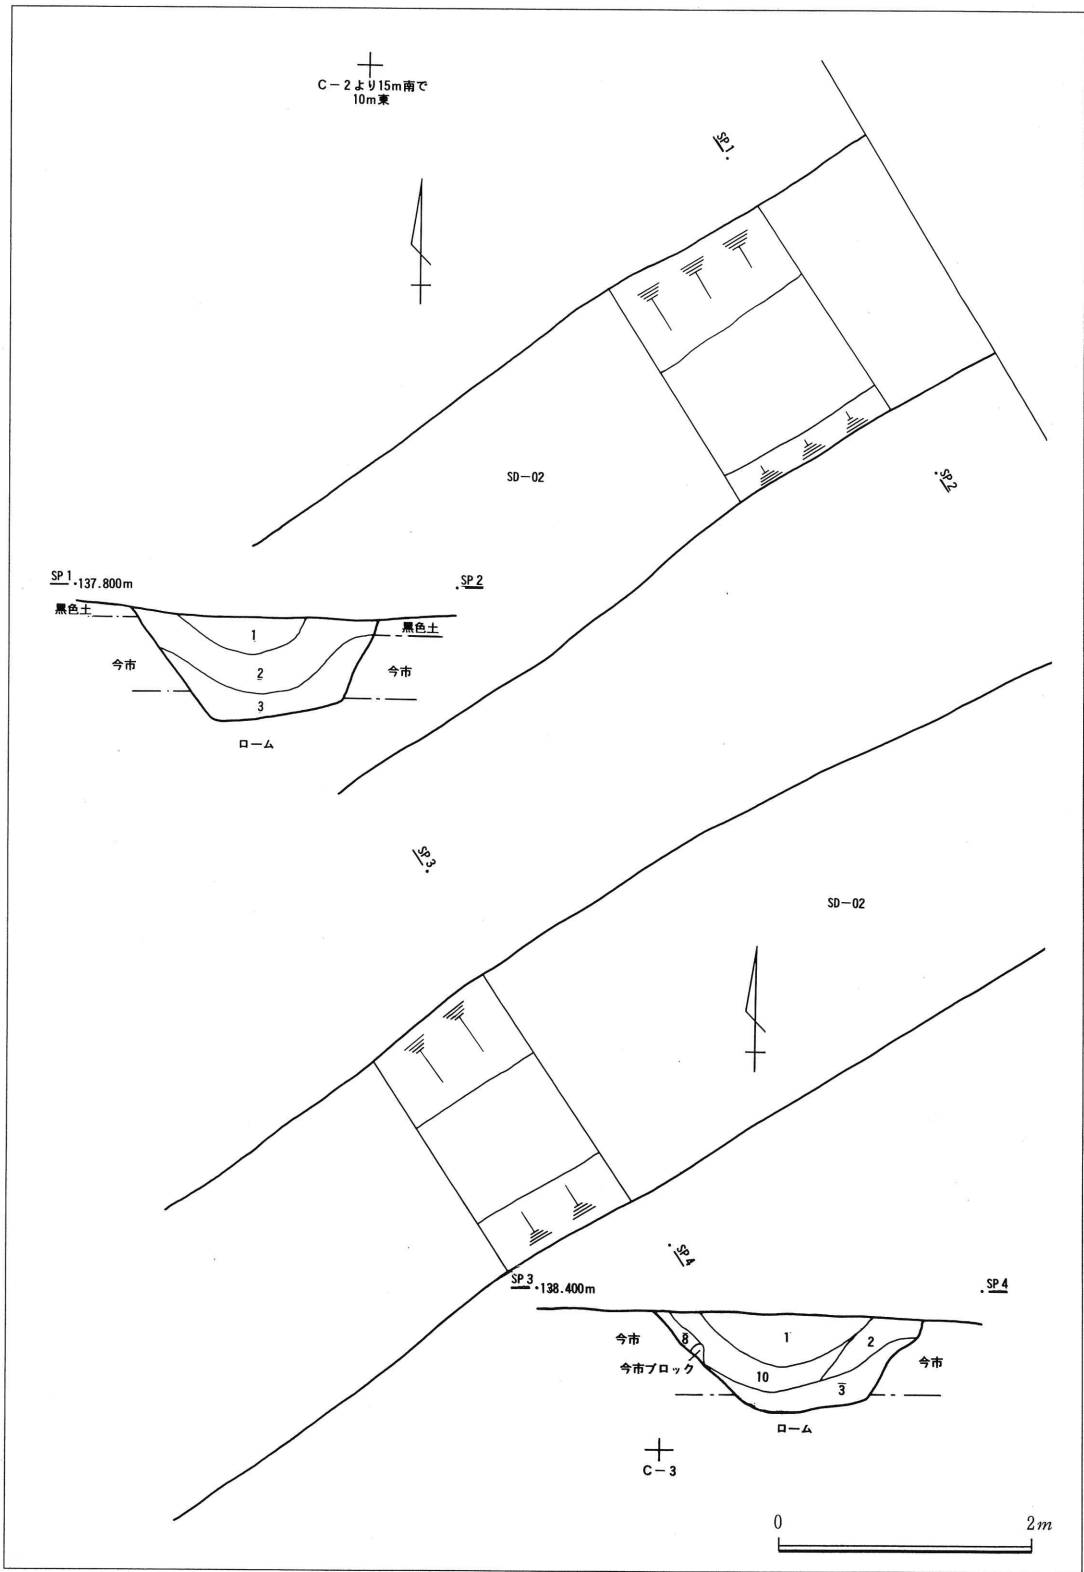 C－2より15m南で
10m東
SP1
SP2
SD－02
SP1 ・137.800m
・SP2
黒色土
黒色土
1
今市
2
今市
3
ローム
SP3
SD－02
SP4
SP3 ・138.400m
・SP4
今市
8
1
2
今市
今市ブロック
10
3
ローム
C－3
0
2m